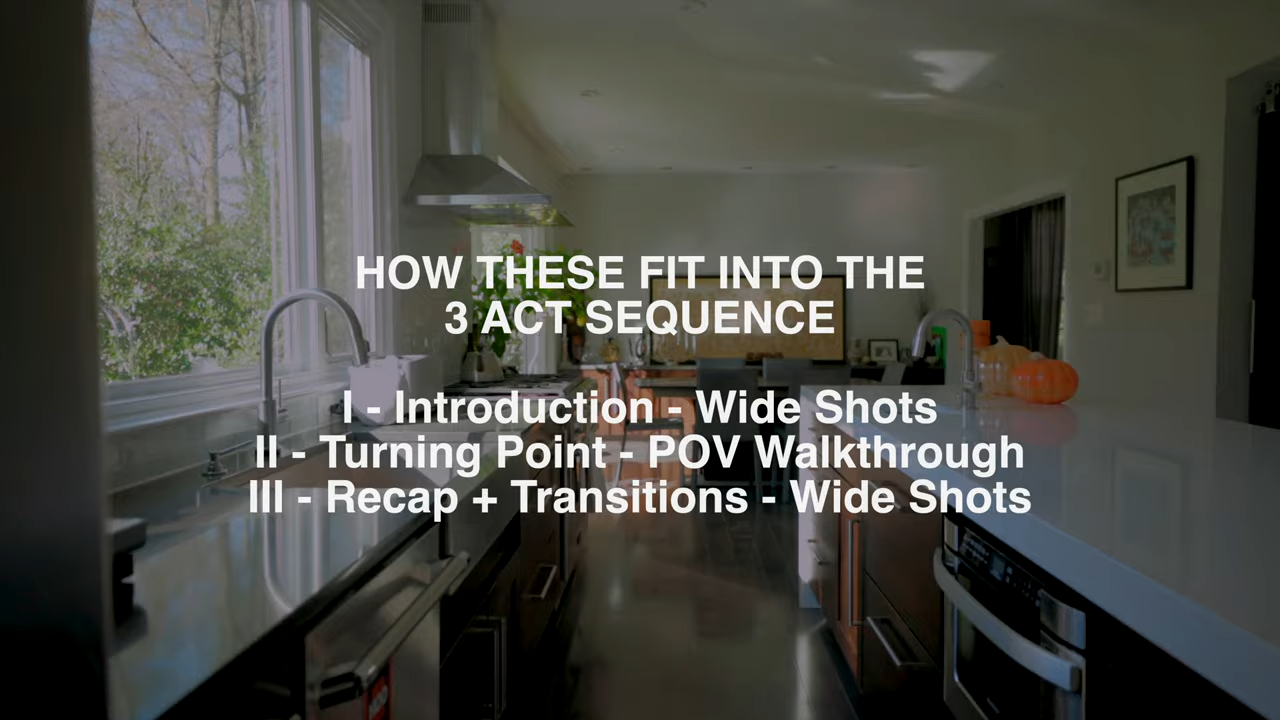 HOW THESE FIT INTO THE
3 ACT SEQUENCE
I - Introduction - Wide Shots
II - Turning Point - POV Walkthrough
III - Recap + Transitions - Wide Shots